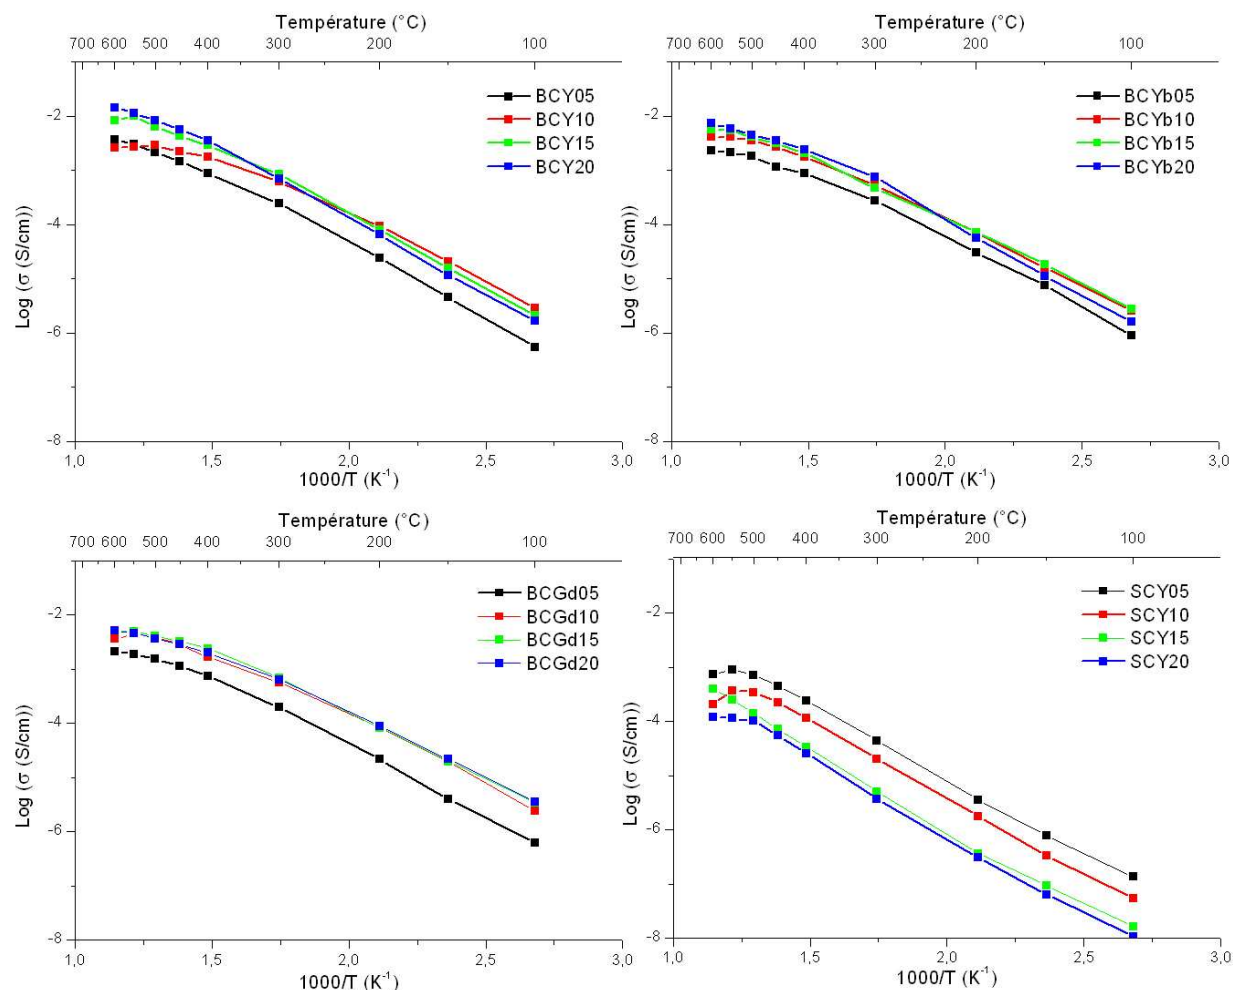 Température (°C)
700 600 500 400 300 200 100
BCY05
BCY10
BCY15
BCY20
Log (σ (S/cm))
-2
-4
-6
-8
1,0 1,5 2,0 2,5 3,0
1000/T (K⁻¹)
Température (°C)
700 600 500 400 300 200 100
BCYb05
BCYb10
BCYb15
BCYb20
Log (σ (S/cm))
-2
-4
-6
-8
1,0 1,5 2,0 2,5 3,0
1000/T (K⁻¹)
Température (°C)
700 600 500 400 300 200 100
BCGd05
BCGd10
BCGd15
BCGd20
Log (σ (S/cm))
-2
-4
-6
-8
1,0 1,5 2,0 2,5 3,0
1000/T (K⁻¹)
Température (°C)
700 600 500 400 300 200 100
SCY05
SCY10
SCY15
SCY20
Log (σ (S/cm))
-2
-4
-6
-8
1,0 1,5 2,0 2,5 3,0
1000/T (K⁻¹)